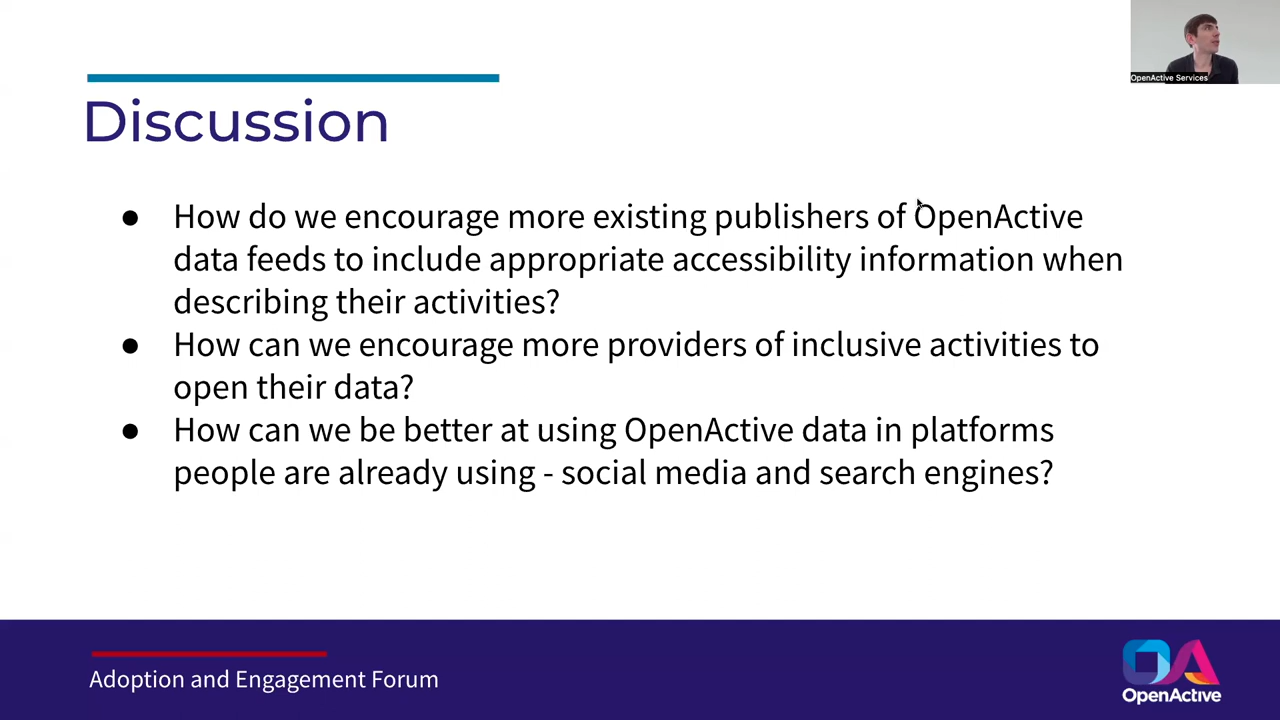 OpenActive Services
Discussion
● How do we encourage more existing publishers of OpenActive
data feeds to include appropriate accessibility information when
describing their activities?
● How can we encourage more providers of inclusive activities to
open their data?
● How can we be better at using OpenActive data in platforms
people are already using - social media and search engines?
Adoption and Engagement Forum
OA
OpenActive